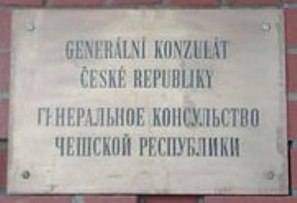 GENERÁLNÍ KONZULÁT
ČESKÉ REPUBLIKY
ГЕНЕРАЛЬНОЕ КОНСУЛЬСТВО
ЧЕШСКОЙ РЕСПУБЛИКИ